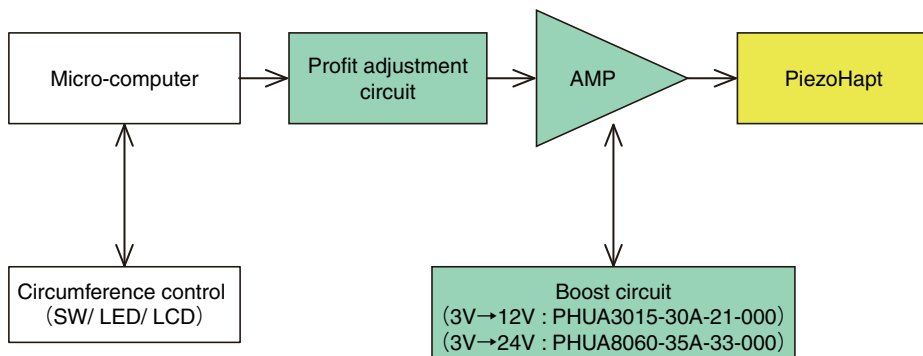 Micro-computer
Profit adjustment
circuit
AMP
PiezoHapt
Circumference control
（SW/ LED/ LCD）
Boost circuit
（3V→12V : PHUA3015-30A-21-000）
（3V→24V : PHUA8060-35A-33-000）